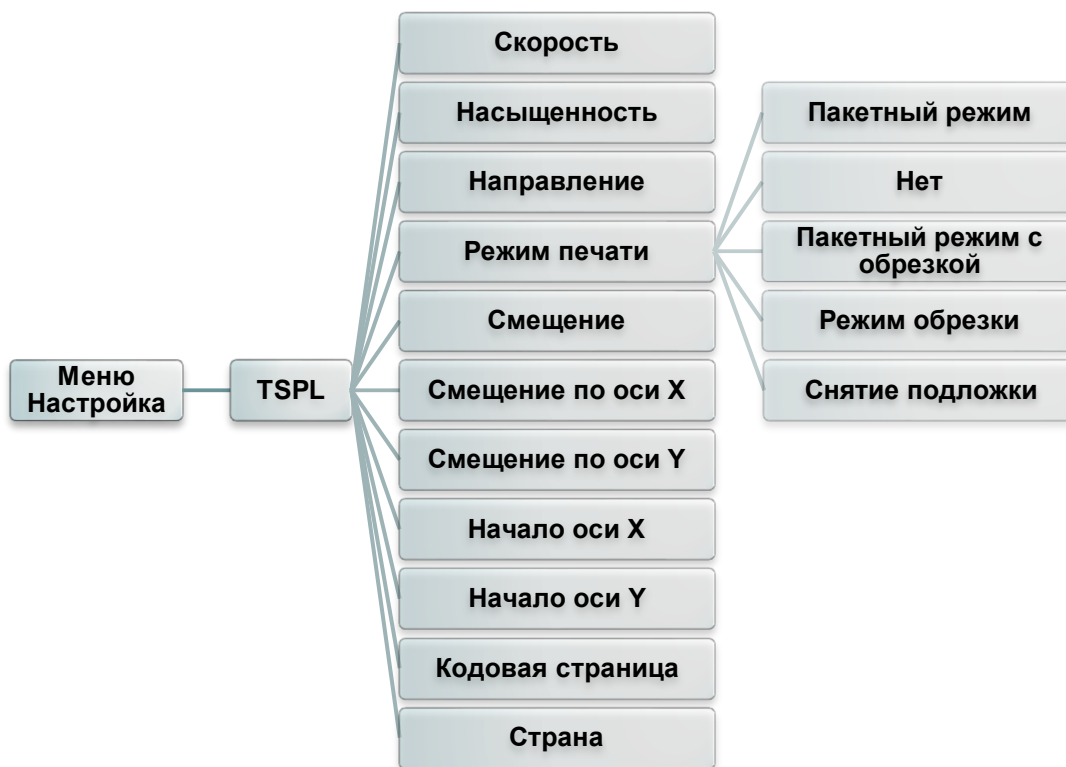 Меню
Настройка
TSPL
Скорость
Насыщенность
Направление
Режим печати
Смещение
Смещение по оси X
Смещение по оси Y
Начало оси X
Начало оси Y
Кодовая страница
Страна
Пакетный режим
Нет
Пакетный режим с
обрезкой
Режим обрезки
Снятие подложки